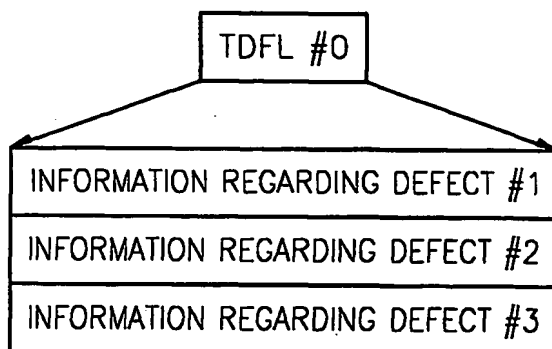 TDFL #0
INFORMATION REGARDING DEFECT #1
INFORMATION REGARDING DEFECT #2
INFORMATION REGARDING DEFECT #3